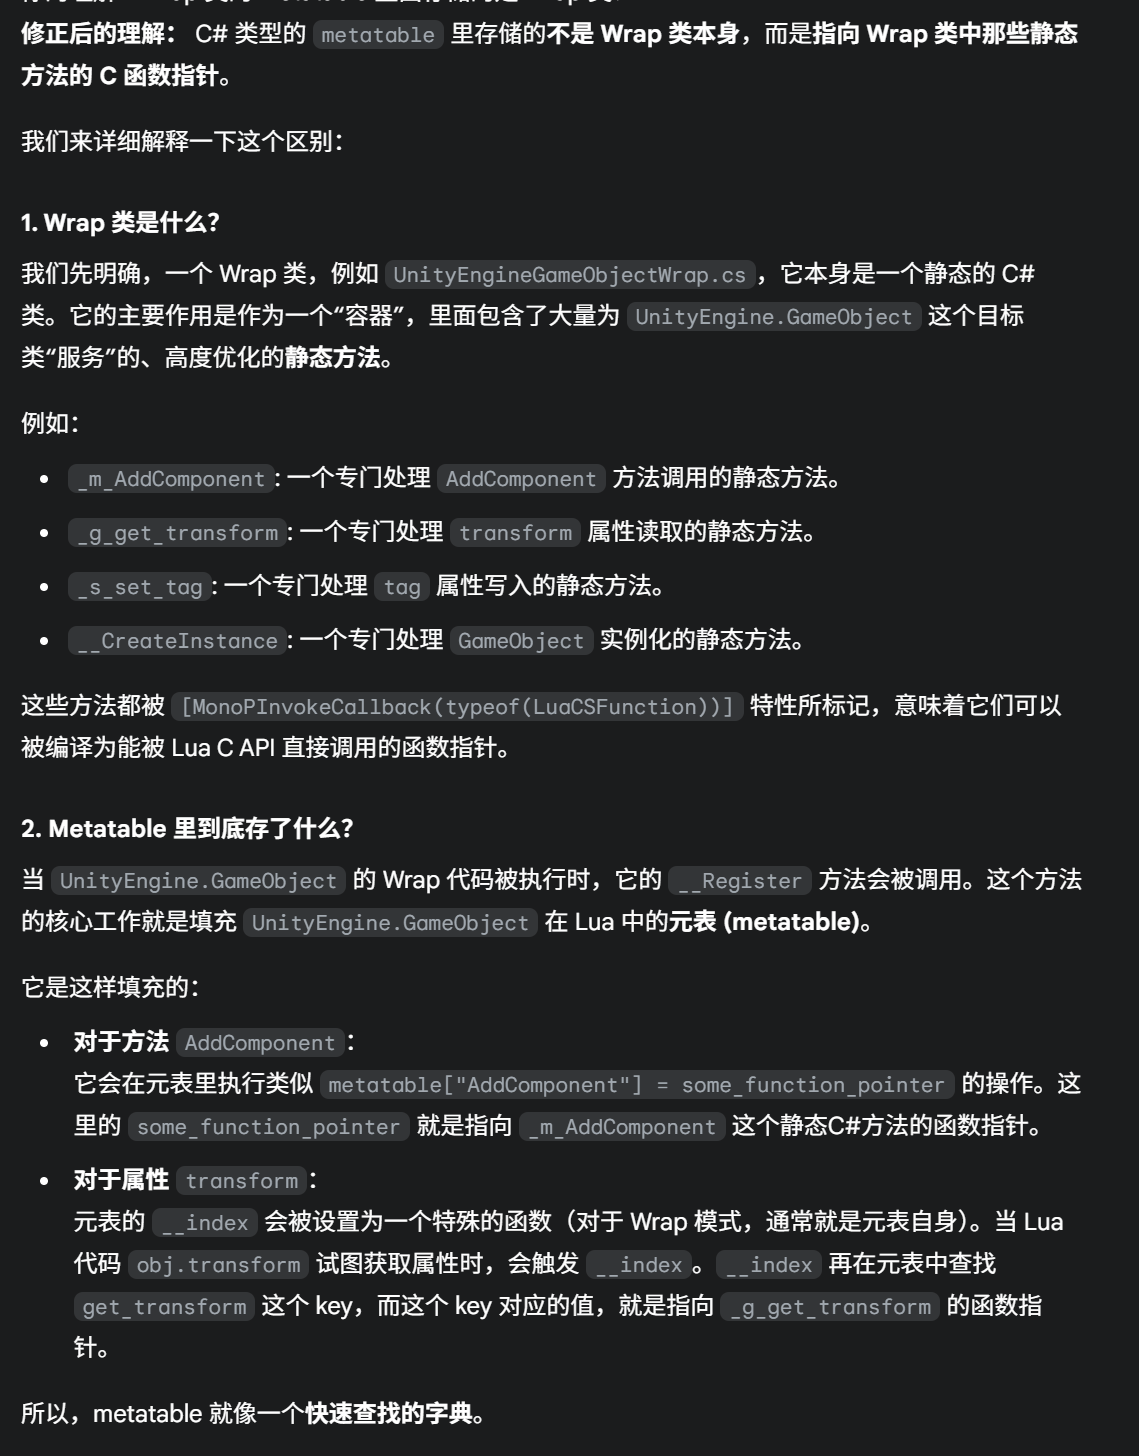 修正后的理解： C# 类型的 metatable 里存储的不是 Wrap 类本身，而是指向 Wrap 类中那些静态
方法的 C 函数指针。
我们来详细解释一下这个区别：
1. Wrap 类是什么？
我们先明确，一个 Wrap 类，例如 UnityEngineGameObjectWrap.cs，它本身是一个静态的 C#
类。它的主要作用是作为一个“容器”，里面包含了大量为 UnityEngine.GameObject 这个目标
类“服务”的、高度优化的静态方法。
例如：
• _m_AddComponent: 一个专门处理 AddComponent 方法调用的静态方法。
• _g_get_transform: 一个专门处理 transform 属性读取的静态方法。
• _s_set_tag: 一个专门处理 tag 属性写入的静态方法。
• __CreateInstance: 一个专门处理 GameObject 实例化的静态方法。
这些方法都被 [MonoPInvokeCallback(typeof(LuaCSFunction))] 特性所标记，意味着它们可以
被编译为能被 Lua C API 直接调用的函数指针。
2. Metatable 里到底存了什么？
当 UnityEngine.GameObject 的 Wrap 代码被执行时，它的 __Register 方法会被调用。这个方法
的核心工作就是填充 UnityEngine.GameObject 在 Lua 中的元表 (metatable)。
它是这样填充的：
• 对于方法 AddComponent：
它会在元表里执行类似 metatable["AddComponent"] = some_function_pointer 的操作。这
里的 some_function_pointer 就是指向 _m_AddComponent 这个静态C#方法的函数指针。
• 对于属性 transform：
元表的 __index 会被设置为一个特殊的函数（对于 Wrap 模式，通常就是元表自身）。当 Lua
代码 obj.transform 试图获取属性时，会触发 __index。__index 再在元表中查找
get_transform 这个 key，而这个 key 对应的值，就是指向 _g_get_transform 的函数指
针。
所以，metatable 就像一个快速查找的字典。